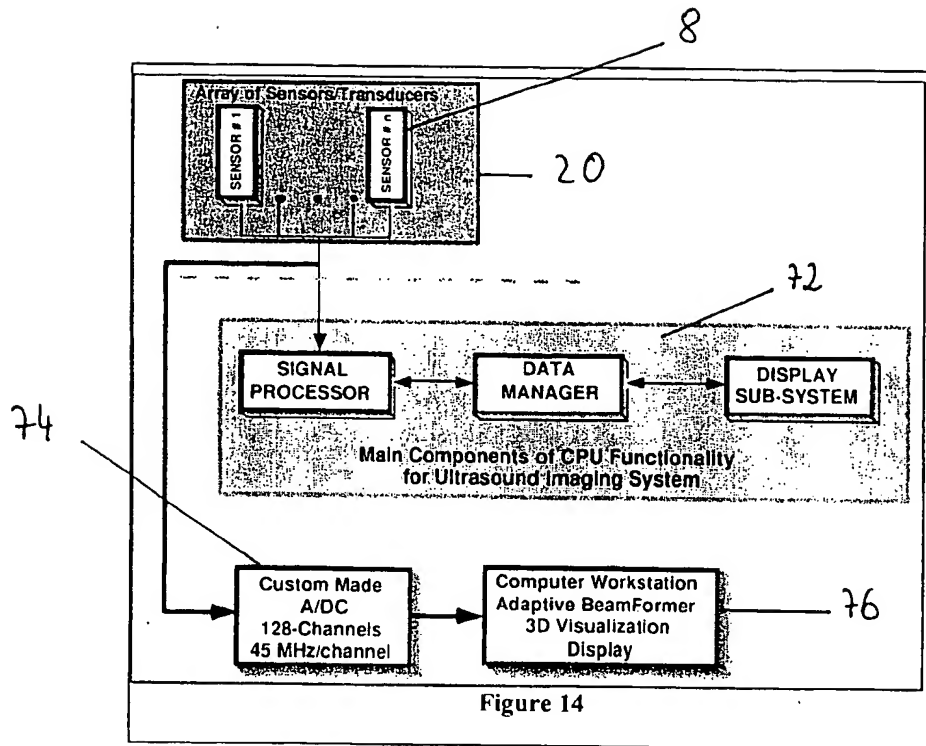 8
Array of Sensors/Transducers
SENSOR # 1
SENSOR # n
20
72
SIGNAL
PROCESSOR
DATA
MANAGER
DISPLAY
SUB-SYSTEM
74
Main Components of CPU Functionality
for Ultrasound Imaging System
Custom Made
A/DC
128-Channels
45 MHz/channel
Computer Workstation
Adaptive BeamFormer
3D Visualization
Display
76
Figure 14